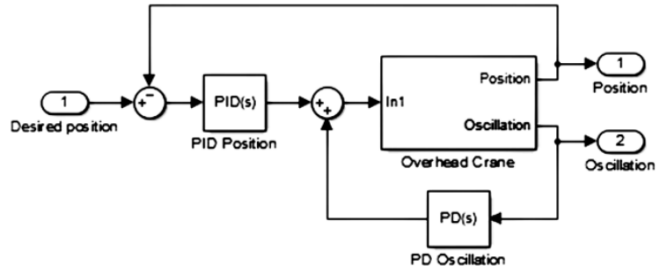 1
Desired position
+
−
PID(s)
PID Position
+
+
In1
Position
Oscillation
Overhead Crane
1
Position
2
Oscillation
PD(s)
PD Oscillation